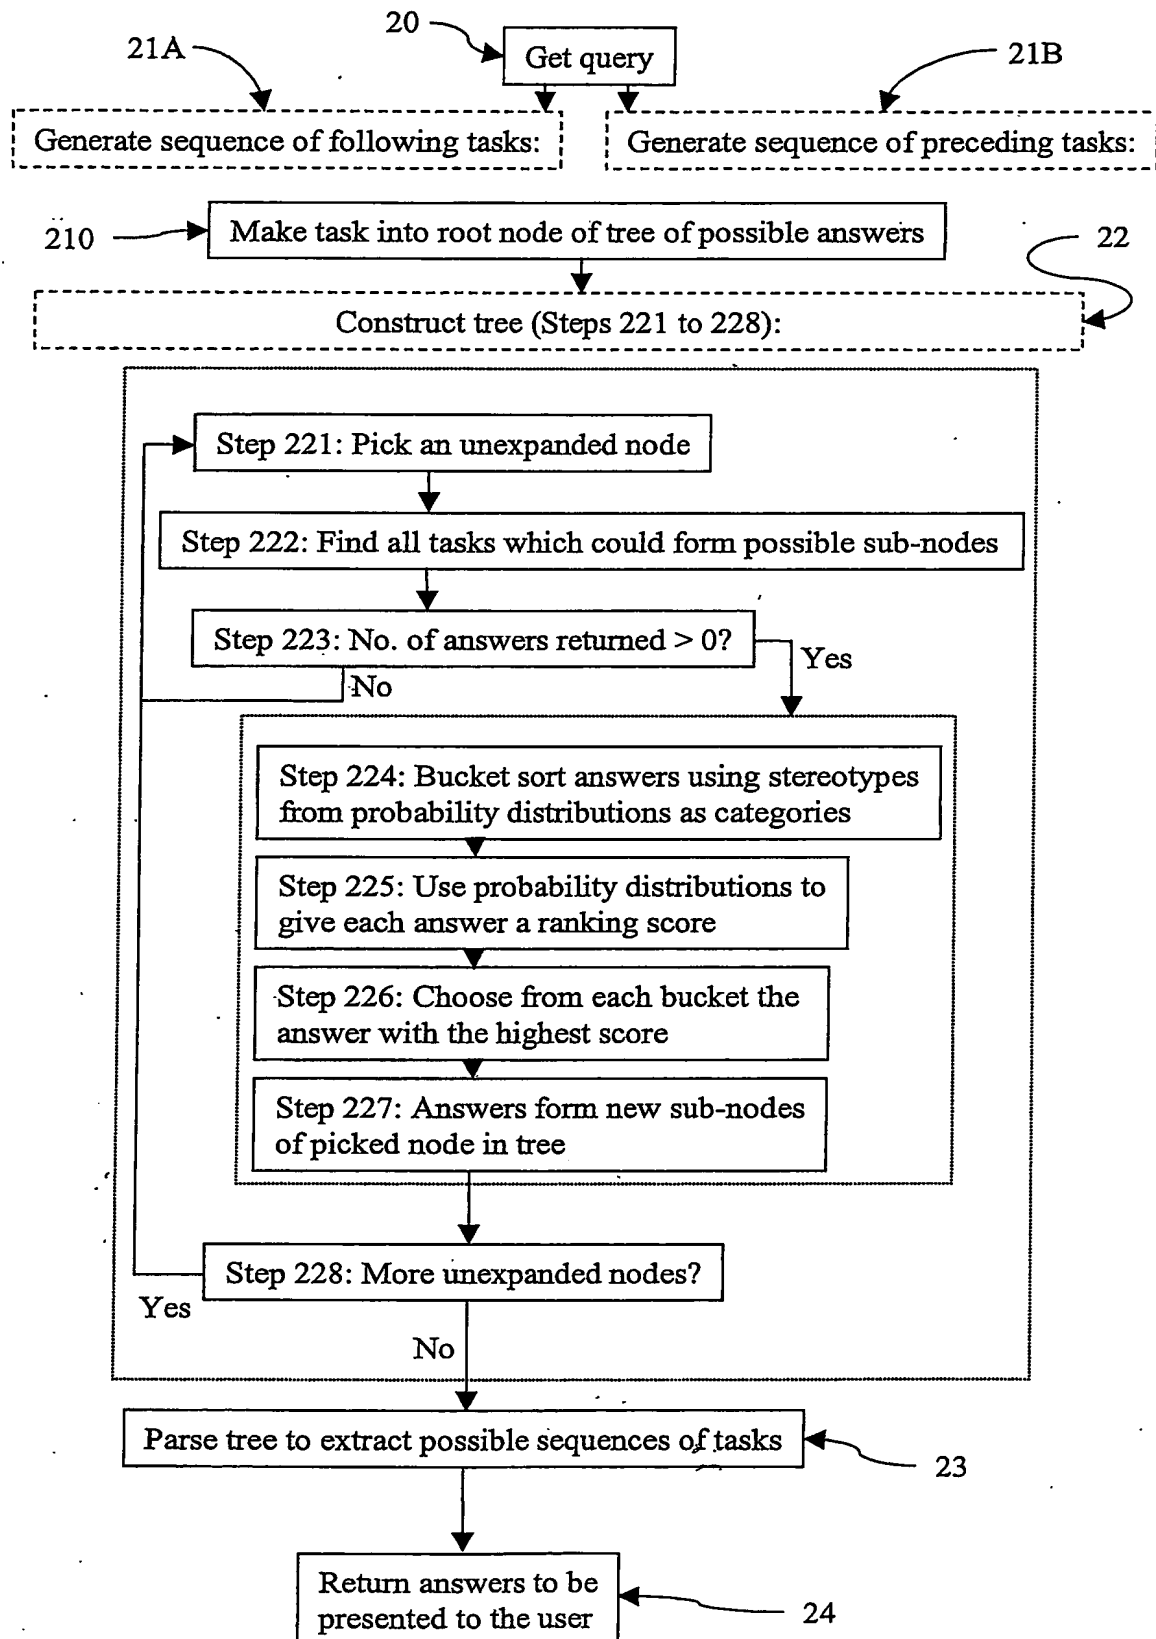 20
Get query
21A
21B
Generate sequence of following tasks:
Generate sequence of preceding tasks:
210
Make task into root node of tree of possible answers
22
Construct tree (Steps 221 to 228):
Step 221: Pick an unexpanded node
Step 222: Find all tasks which could form possible sub-nodes
Step 223: No. of answers returned > 0?
Yes
No
Step 224: Bucket sort answers using stereotypes
from probability distributions as categories
Step 225: Use probability distributions to
give each answer a ranking score
Step 226: Choose from each bucket the
answer with the highest score
Step 227: Answers form new sub-nodes
of picked node in tree
Step 228: More unexpanded nodes?
Yes
No
Parse tree to extract possible sequences of tasks
23
Return answers to be
presented to the user
24